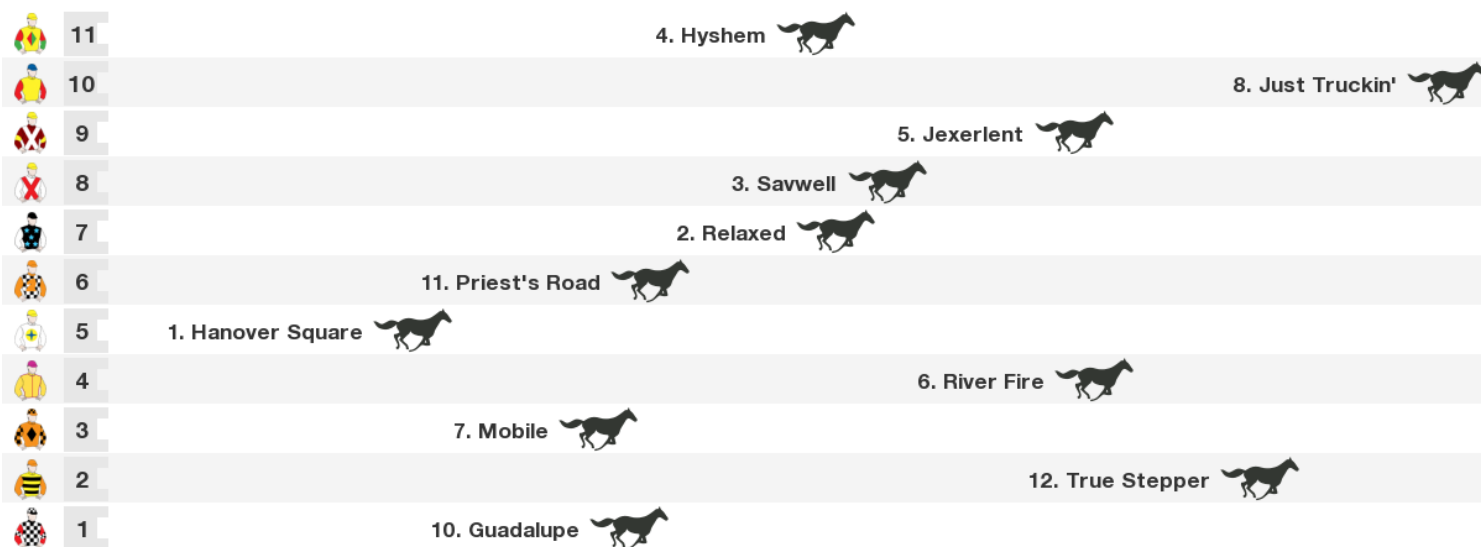 11 4. Hyshem
10 8. Just Truckin'
9 5. Jexerlent
8 3. Savwell
7 2. Relaxed
6 11. Priest's Road
5 1. Hanover Square
4 6. River Fire
3 7. Mobile
2 12. True Stepper
1 10. Guadalupe